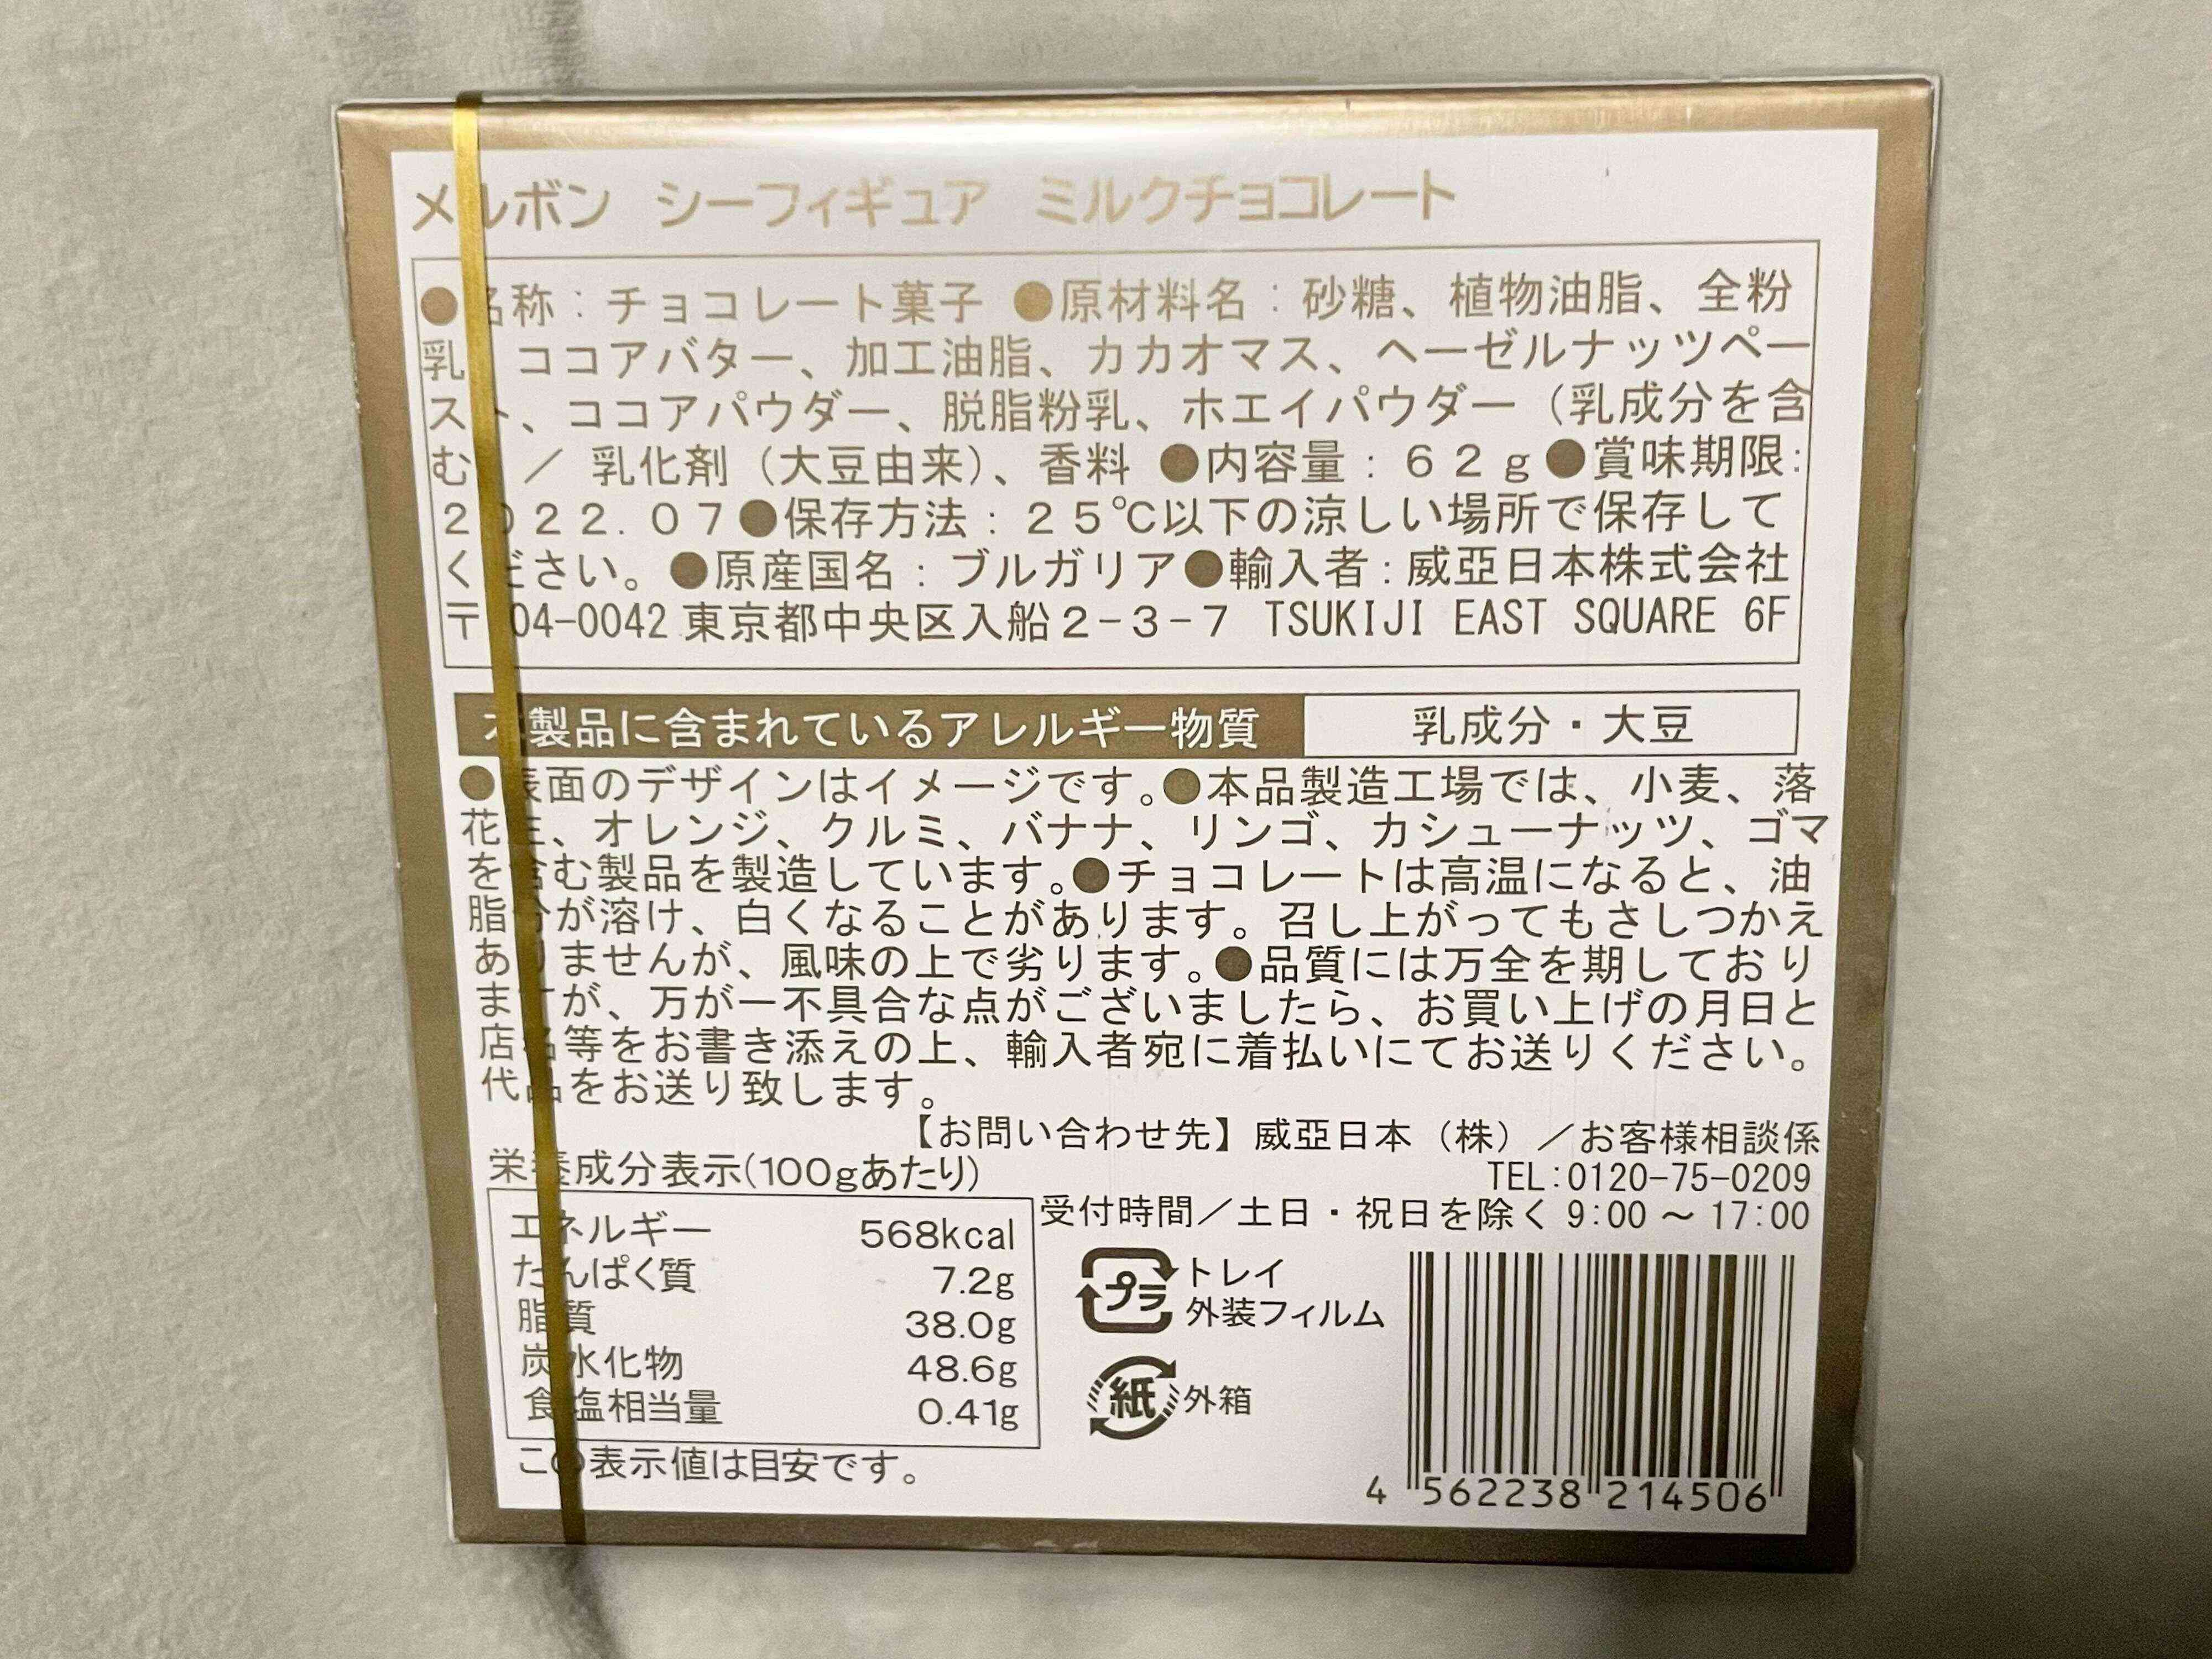 メルボン シーフィギュア ミルクチョコレート
●名称：チョコレート菓子 ●原材料名：砂糖、植物油脂、全粉
乳、ココアバター、加工油脂、カカオマス、ヘーゼルナッツペー
スト、ココアパウダー、脱脂粉乳、ホエイパウダー（乳成分を含
む）／ 乳化剤（大豆由来）、香料 ●内容量：６２ｇ●賞味期限:
２０２２．０７●保存方法：２５℃以下の涼しい場所で保存して
ください。●原産国名：ブルガリア●輸入者：威亞日本株式会社
〒104-0042 東京都中央区入船２−３−７ TSUKIJI EAST SQUARE 6F
本製品に含まれているアレルギー物質 乳成分・大豆
●表面のデザインはイメージです。●本品製造工場では、小麦、落
花生、オレンジ、クルミ、バナナ、リンゴ、カシューナッツ、ゴマ
を含む製品を製造しています。●チョコレートは高温になると、油
脂分が溶け、白くなることがあります。召し上がってもさしつかえ
ありませんが、風味の上で劣ります。●品質には万全を期しており
ますが、万が一不具合な点がございましたら、お買い上げの月日と
店名等をお書き添えの上、輸入者宛に着払いにてお送りください。
代品をお送り致します。
【お問い合わせ先】威亞日本（株）／お客様相談係
TEL:0120-75-0209
受付時間／土日・祝日を除く 9:00 ～ 17:00
栄養成分表示(100gあたり)
エネルギー 568kcal
たんぱく質 7.2g
脂質 38.0g
炭水化物 48.6g
食塩相当量 0.41g
この表示値は目安です。
プラ トレイ
外装フィルム
紙 外箱
4 562238 214506